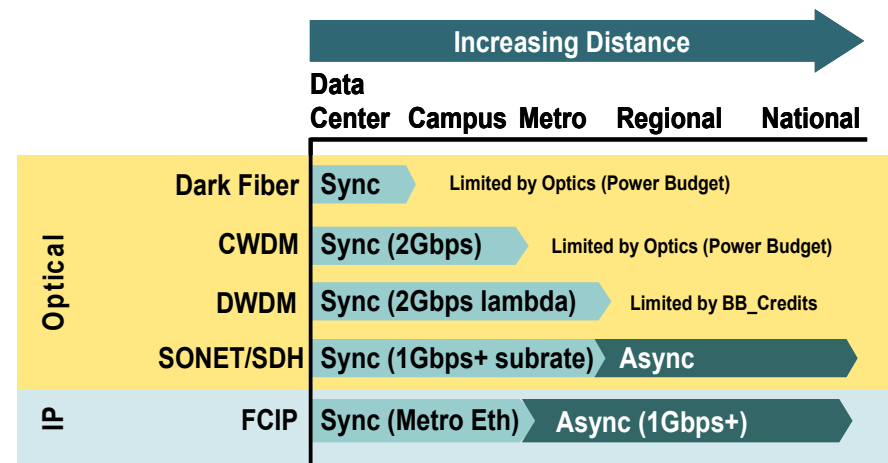 Increasing Distance
Data
Center Campus Metro Regional National
Optical
Dark Fiber Sync Limited by Optics (Power Budget)
CWDM Sync (2Gbps) Limited by Optics (Power Budget)
DWDM Sync (2Gbps lambda) Limited by BB_Credits
SONET/SDH Sync (1Gbps+ subrate) Async
IP
FCIP Sync (Metro Eth) Async (1Gbps+)